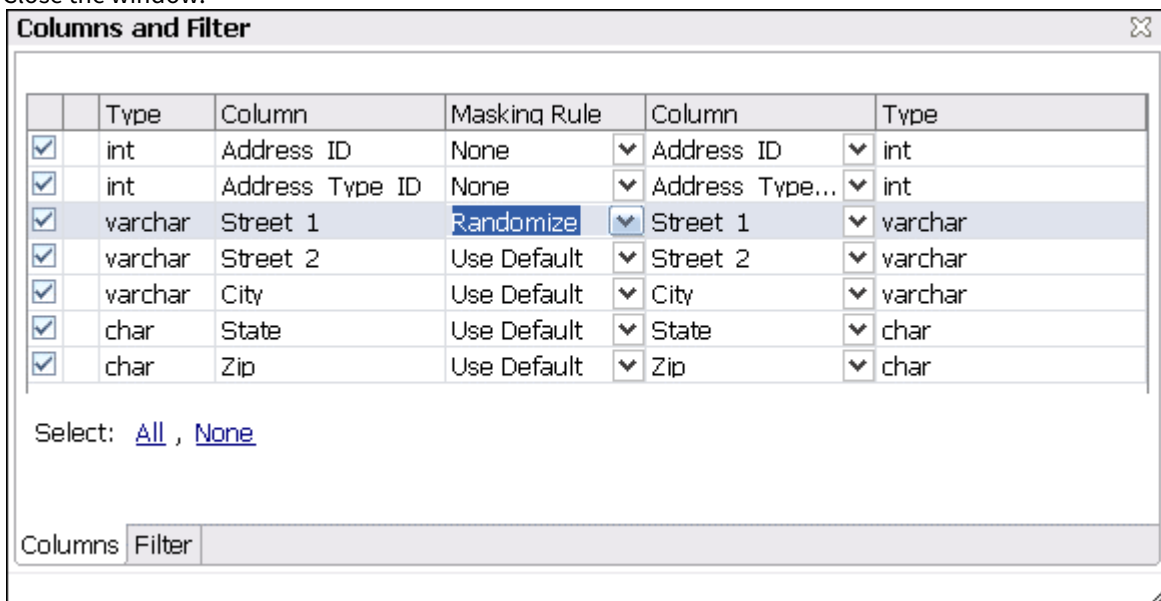 Close the window.
Columns and Filter
Type Column Masking Rule Column Type
int Address ID None Address ID int
int Address Type ID None Address Type... int
varchar Street 1 Randomize Street 1 varchar
varchar Street 2 Use Default Street 2 varchar
varchar City Use Default City varchar
char State Use Default State char
char Zip Use Default Zip char
Select: All , None
Columns Filter